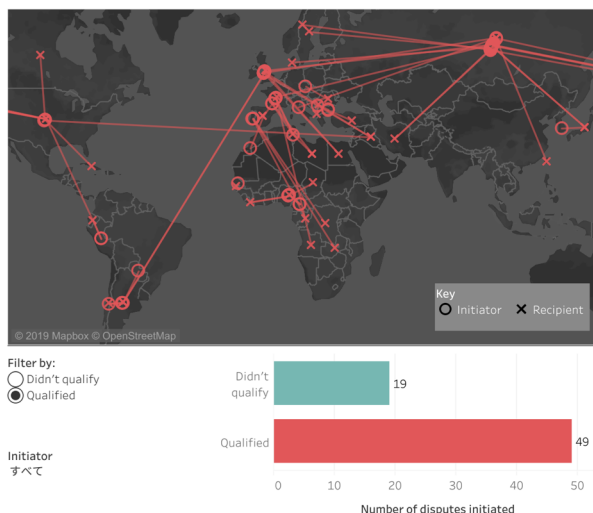 Key
Initiator
Recipient
© 2019 Mapbox © OpenStreetMap
Filter by:
Didn't qualify
Qualified
Initiator
すべて
Didn't
qualify
19
Qualified
49
0 10 20 30 40 50
Number of disputes initiated